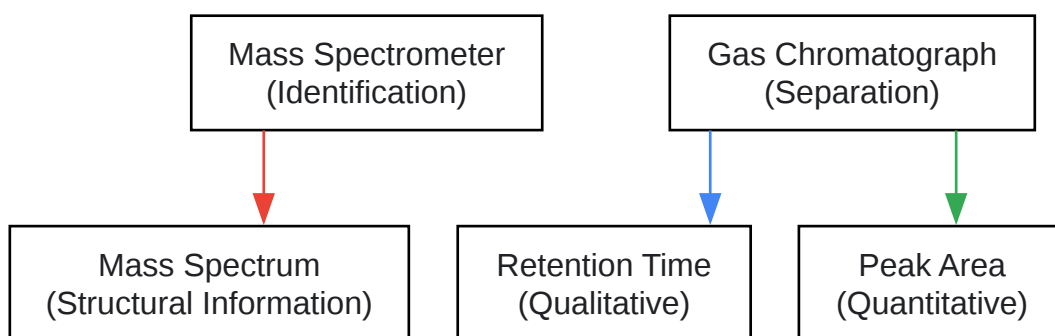 Mass Spectrometer
(Identification)
Gas Chromatograph
(Separation)
Mass Spectrum
(Structural Information)
Retention Time
(Qualitative)
Peak Area
(Quantitative)